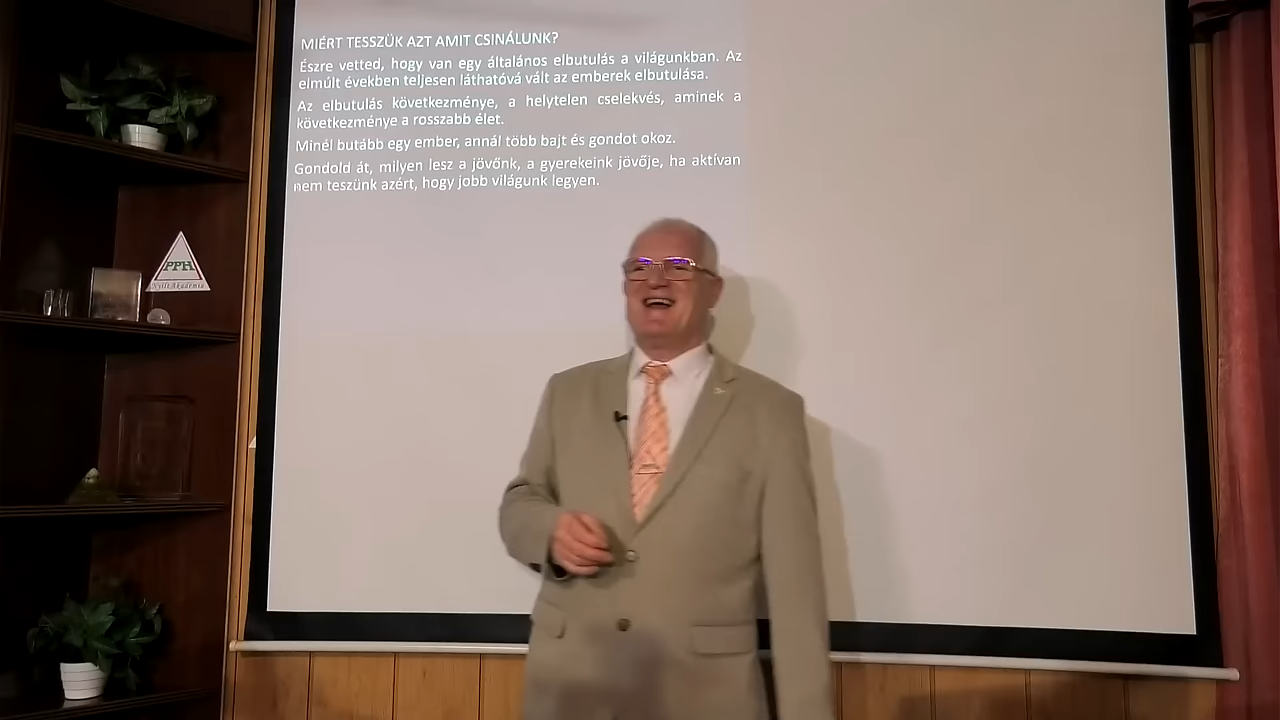 MIÉRT TESSZÜK AZT AMIT CSINÁLUNK?
Észre vetted, hogy van egy általános elbutulás a világunkban. Az
elmúlt években teljesen láthatóvá vált az emberek elbutulása.
Az elbutulás következménye, a helytelen cselekvés, aminek a
következménye a rosszabb élet.
Minél butább egy ember, annál több bajt és gondot okoz.
Gondold át, milyen lesz a jövőnk, a gyerekeink jövője, ha aktívan
nem teszünk azért, hogy jobb világunk legyen.
PPH
Nyílt Akadémia